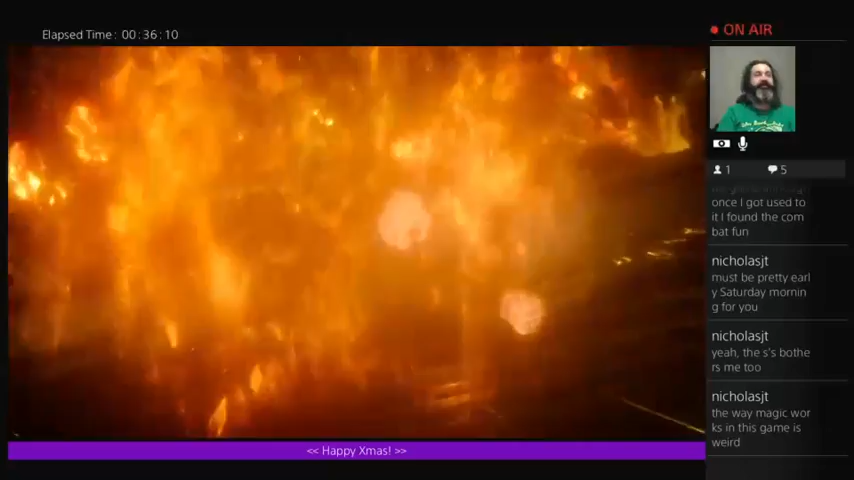 Elapsed Time: 00:36:10
ON AIR
1
5
once I got used to
it I found the com
bat fun
nicholasjt
must be pretty earl
y Saturday mornin
g for you
nicholasjt
yeah, the s's bothe
rs me too
nicholasjt
the way magic wor
ks in this game is
weird
<< Happy Xmas! >>